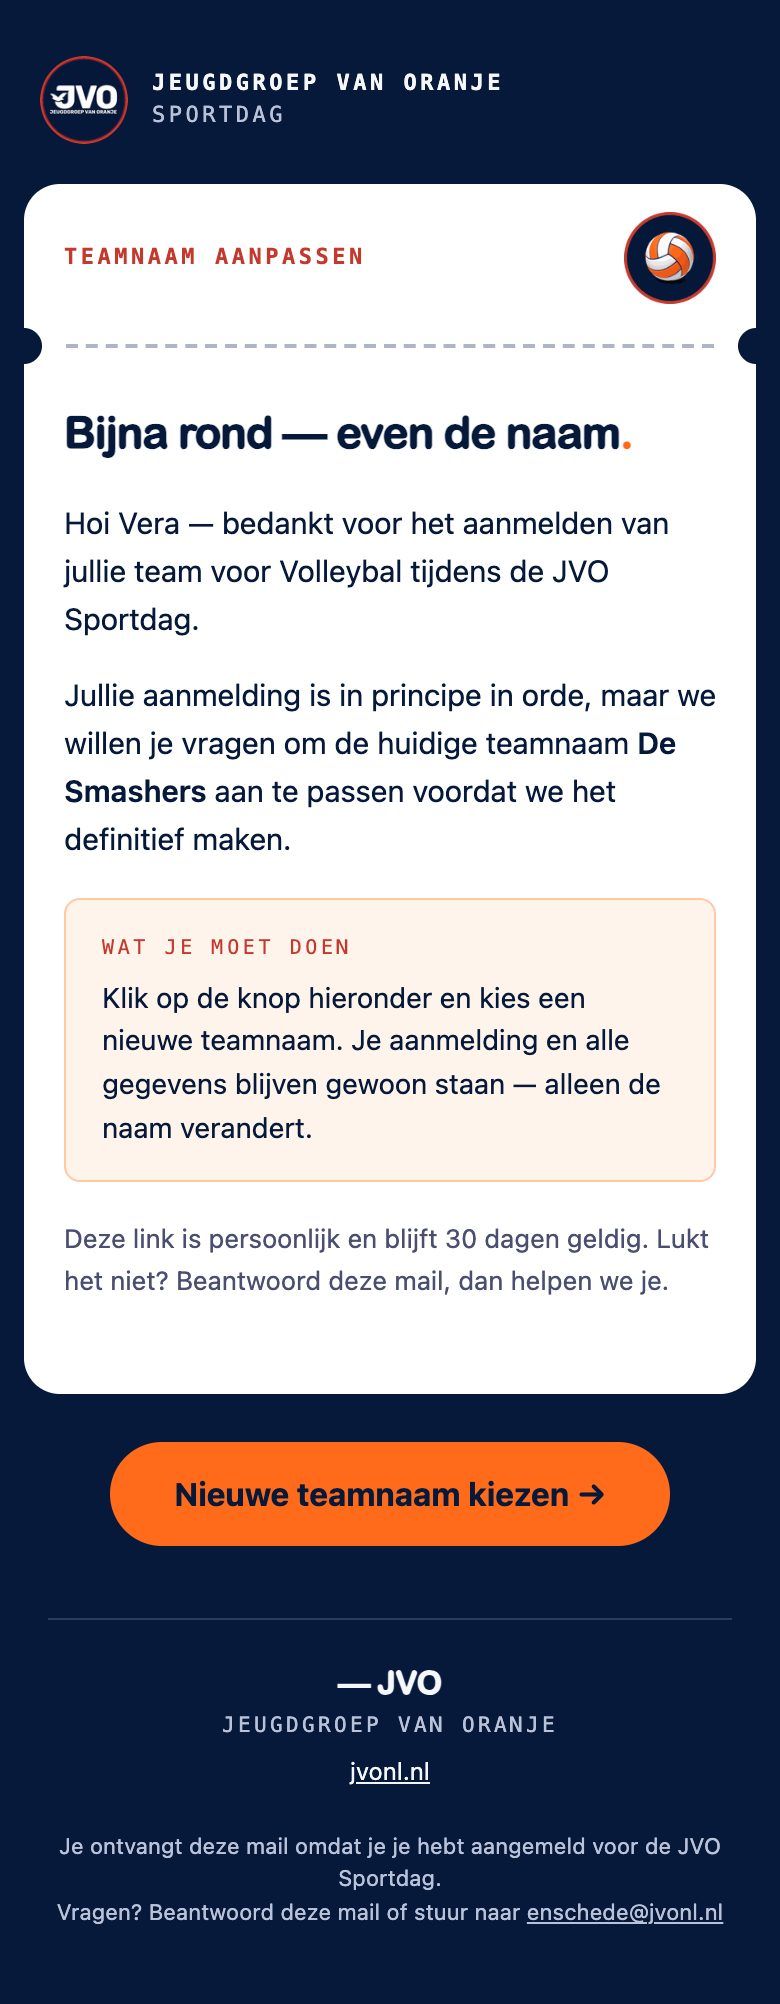 JVO
JEUGDGROEP VAN ORANJE
JEUGDGROEP VAN ORANJE
SPORTDAG
TEAMNAAM AANPASSEN
Bijna rond — even de naam.
Hoi Vera — bedankt voor het aanmelden van
jullie team voor Volleybal tijdens de JVO
Sportdag.
Jullie aanmelding is in principe in orde, maar we
willen je vragen om de huidige teamnaam De
Smashers aan te passen voordat we het
definitief maken.
WAT JE MOET DOEN
Klik op de knop hieronder en kies een
nieuwe teamnaam. Je aanmelding en alle
gegevens blijven gewoon staan — alleen de
naam verandert.
Deze link is persoonlijk en blijft 30 dagen geldig. Lukt
het niet? Beantwoord deze mail, dan helpen we je.
Nieuwe teamnaam kiezen →
— JVO
JEUGDGROEP VAN ORANJE
jvonl.nl
Je ontvangt deze mail omdat je je hebt aangemeld voor de JVO
Sportdag.
Vragen? Beantwoord deze mail of stuur naar enschede@jvonl.nl